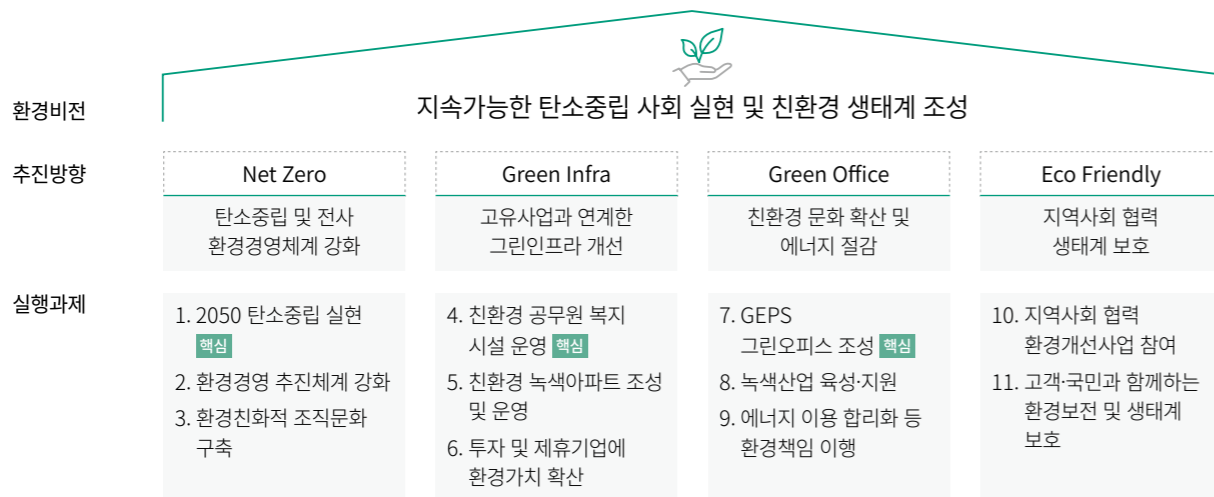 환경비전
지속가능한 탄소중립 사회 실현 및 친환경 생태계 조성
추진방향
Net Zero
탄소중립 및 전사
환경경영체계 강화
Green Infra
고유사업과 연계한
그린인프라 개선
Green Office
친환경 문화 확산 및
에너지 절감
Eco Friendly
지역사회 협력
생태계 보호
실행과제
1. 2050 탄소중립 실현
핵심
2. 환경경영 추진체계 강화
3. 환경친화적 조직문화
구축
4. 친환경 공무원 복지
시설 운영 핵심
5. 친환경 녹색아파트 조성
및 운영
6. 투자 및 제휴기업에
환경가치 확산
7. GEPS
그린오피스 조성 핵심
8. 녹색산업 육성·지원
9. 에너지 이용 합리화 등
환경책임 이행
10. 지역사회 협력
환경개선사업 참여
11. 고객·국민과 함께하는
환경보전 및 생태계
보호